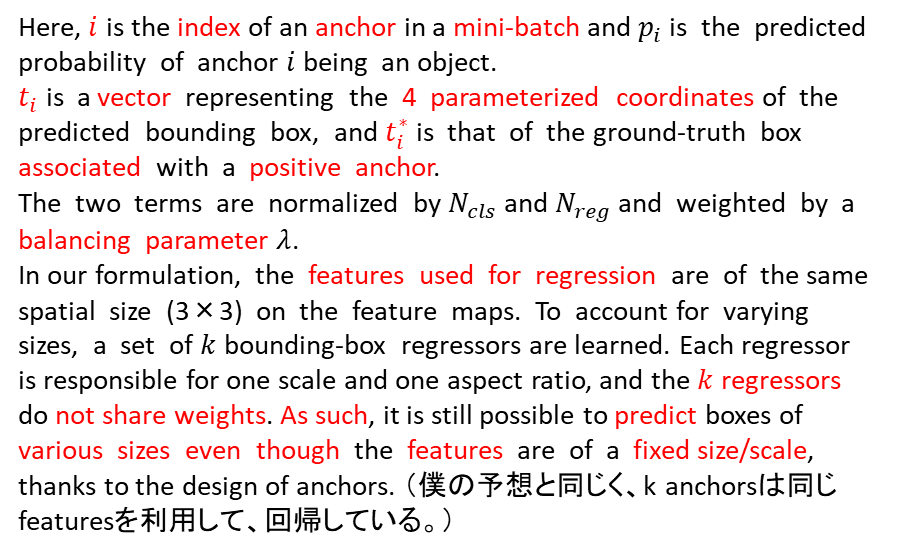 Here, i is the index of an anchor in a mini-batch and pᵢ is the predicted
probability of anchor i being an object.
tᵢ is a vector representing the 4 parameterized coordinates of the
predicted bounding box, and tᵢ* is that of the ground-truth box
associated with a positive anchor.
The two terms are normalized by N_cls and N_reg and weighted by a
balancing parameter λ.
In our formulation, the features used for regression are of the same
spatial size (3×3) on the feature maps. To account for varying
sizes, a set of k bounding-box regressors are learned. Each regressor
is responsible for one scale and one aspect ratio, and the k regressors
do not share weights. As such, it is still possible to predict boxes of
various sizes even though the features are of a fixed size/scale,
thanks to the design of anchors.（僕の予想と同じく、k anchorsは同じ
featuresを利用して、回帰している。）